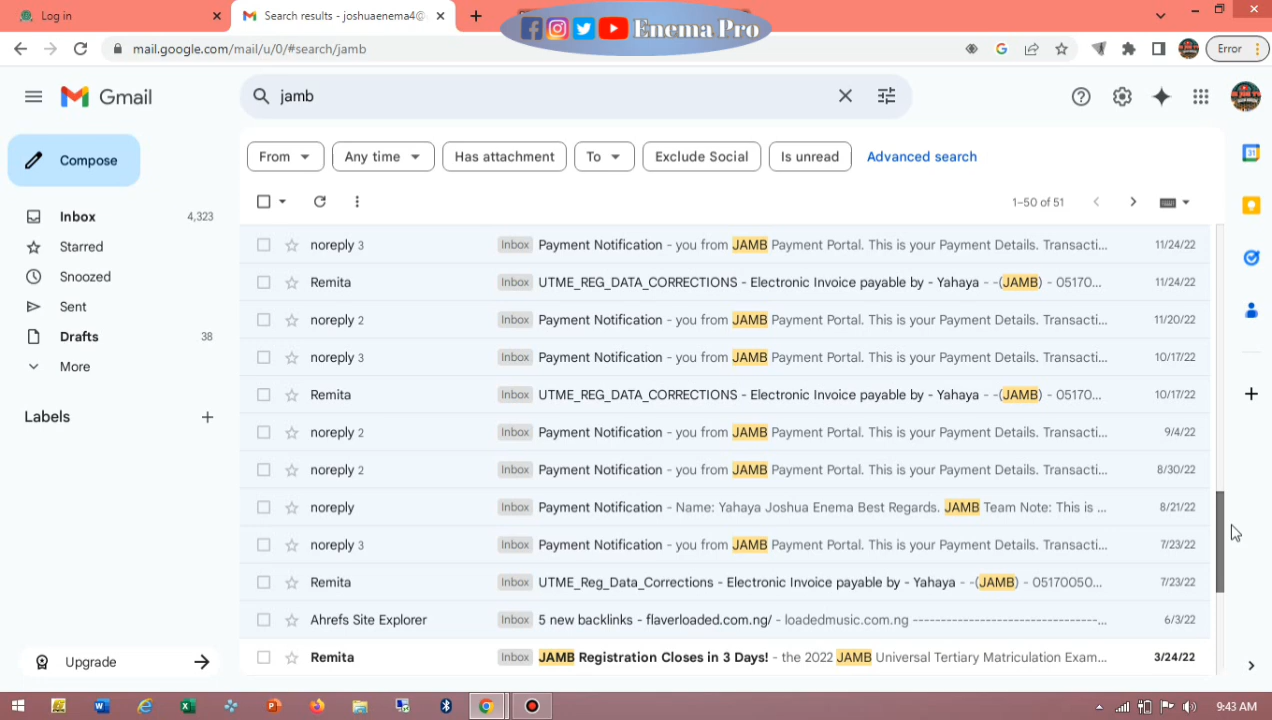 Log in
Search results - joshuaenema4@
Enema Pro
mail.google.com/mail/u/0/#search/jamb
Error
Gmail
jamb
Compose
From
Any time
Has attachment
To
Exclude Social
Is unread
Advanced search
1–50 of 51
Inbox 4,323
Starred
Snoozed
Sent
Drafts 38
More
Labels
Upgrade
noreply 3 Inbox Payment Notification - you from JAMB Payment Portal. This is your Payment Details. Transacti... 11/24/22
Remita Inbox UTME_REG_DATA_CORRECTIONS - Electronic Invoice payable by - Yahaya - -(JAMB) - 05170... 11/24/22
noreply 2 Inbox Payment Notification - you from JAMB Payment Portal. This is your Payment Details. Transacti... 11/20/22
noreply 3 Inbox Payment Notification - you from JAMB Payment Portal. This is your Payment Details. Transacti... 10/17/22
Remita Inbox UTME_REG_DATA_CORRECTIONS - Electronic Invoice payable by - Yahaya - -(JAMB) - 05170... 10/17/22
noreply 2 Inbox Payment Notification - you from JAMB Payment Portal. This is your Payment Details. Transacti... 9/4/22
noreply 2 Inbox Payment Notification - you from JAMB Payment Portal. This is your Payment Details. Transacti... 8/30/22
noreply Inbox Payment Notification - Name: Yahaya Joshua Enema Best Regards. JAMB Team Note: This is ... 8/21/22
noreply 3 Inbox Payment Notification - you from JAMB Payment Portal. This is your Payment Details. Transacti... 7/23/22
Remita Inbox UTME_Reg_Data_Corrections - Electronic Invoice payable by - Yahaya - -(JAMB) - 05170050... 7/23/22
Ahrefs Site Explorer Inbox 5 new backlinks - flaverloaded.com.ng/ - loadedmusic.com.ng ------------------------------------... 6/3/22
Remita Inbox JAMB Registration Closes in 3 Days! - the 2022 JAMB Universal Tertiary Matriculation Exam... 3/24/22
9:43 AM